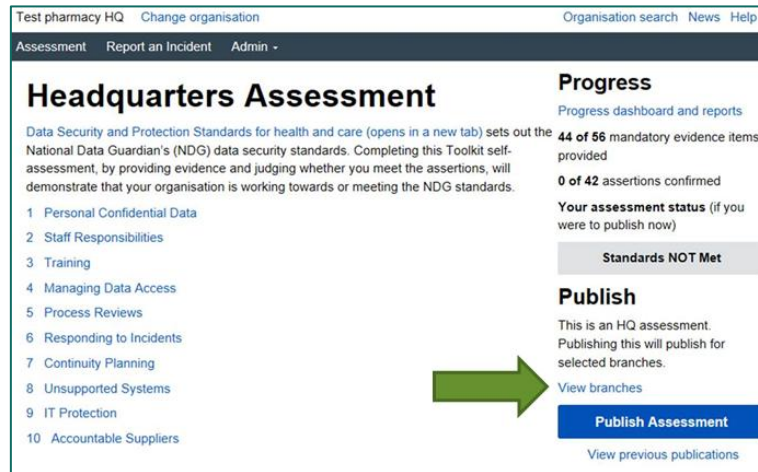 Test pharmacy HQ Change organisation Organisation search News Help
Assessment Report an Incident Admin
Headquarters Assessment
Data Security and Protection Standards for health and care (opens in a new tab) sets out the
National Data Guardian's (NDG) data security standards. Completing this Toolkit self-
assessment, by providing evidence and judging whether you meet the assertions, will
demonstrate that your organisation is working towards or meeting the NDG standards.
1 Personal Confidential Data
2 Staff Responsibilities
3 Training
4 Managing Data Access
5 Process Reviews
6 Responding to Incidents
7 Continuity Planning
8 Unsupported Systems
9 IT Protection
10 Accountable Suppliers
Progress
Progress dashboard and reports
44 of 56 mandatory evidence items
provided
0 of 42 assertions confirmed
Your assessment status (if you
were to publish now)
Standards NOT Met
Publish
This is an HQ assessment.
Publishing this will publish for
selected branches.
View branches
Publish Assessment
View previous publications